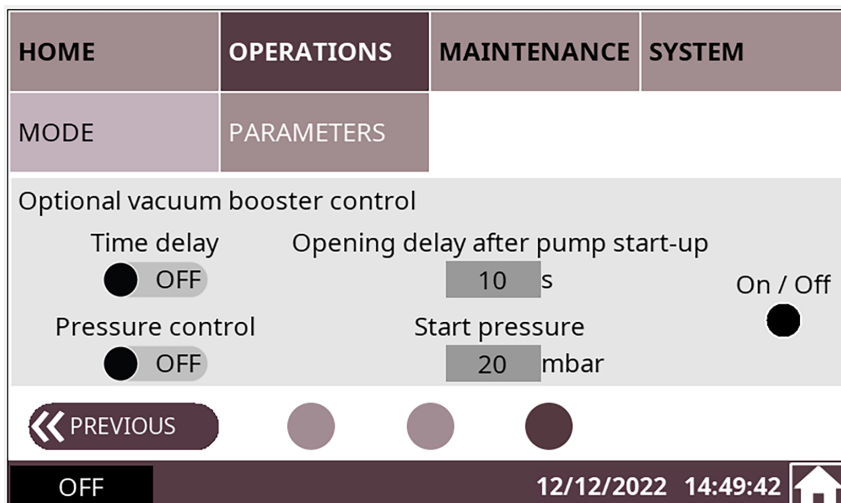 HOME OPERATIONS MAINTENANCE SYSTEM
MODE PARAMETERS
Optional vacuum booster control
Time delay Opening delay after pump start-up
OFF 10 s
On / Off
Pressure control Start pressure
OFF 20 mbar
PREVIOUS
OFF 12/12/2022 14:49:42